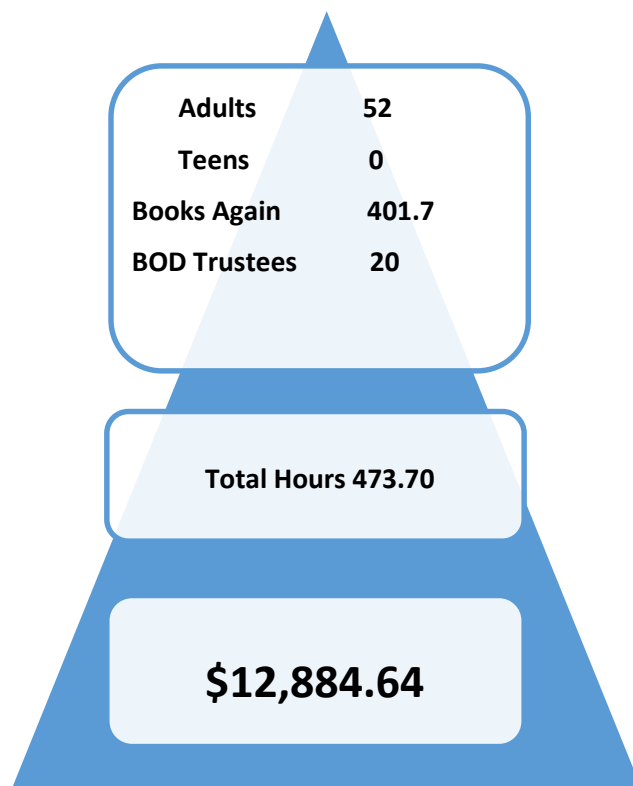 Adults 52
Teens 0
Books Again 401.7
BOD Trustees 20
Total Hours 473.70
$12,884.64